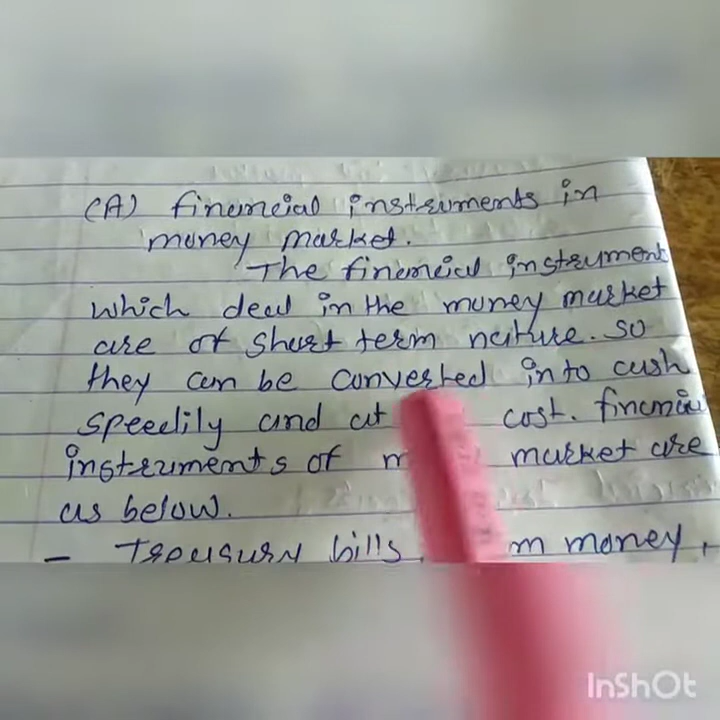 (A) financial instruments in
money market.
The financial instrument
which deal in the money market
are of short term nature. so
they can be converted into cash
speedily and at cost. financial
instruments of market are
as below.
- Treasury bills, money,
InShOt